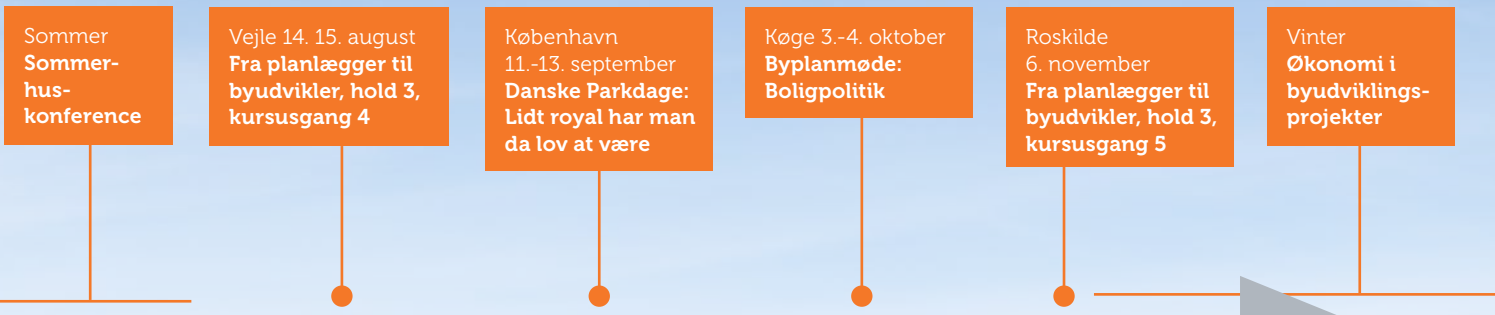 Sommer
Sommer-
hus-
konference
Vejle 14. 15. august
Fra planlægger til
byudvikler, hold 3,
kursusgang 4
København
11.-13. september
Danske Parkdage:
Lidt royal har man
da lov at være
Køge 3.-4. oktober
Byplanmøde:
Boligpolitik
Roskilde
6. november
Fra planlægger til
byudvikler, hold 3,
kursusgang 5
Vinter
Økonomi i
byudviklings-
projekter